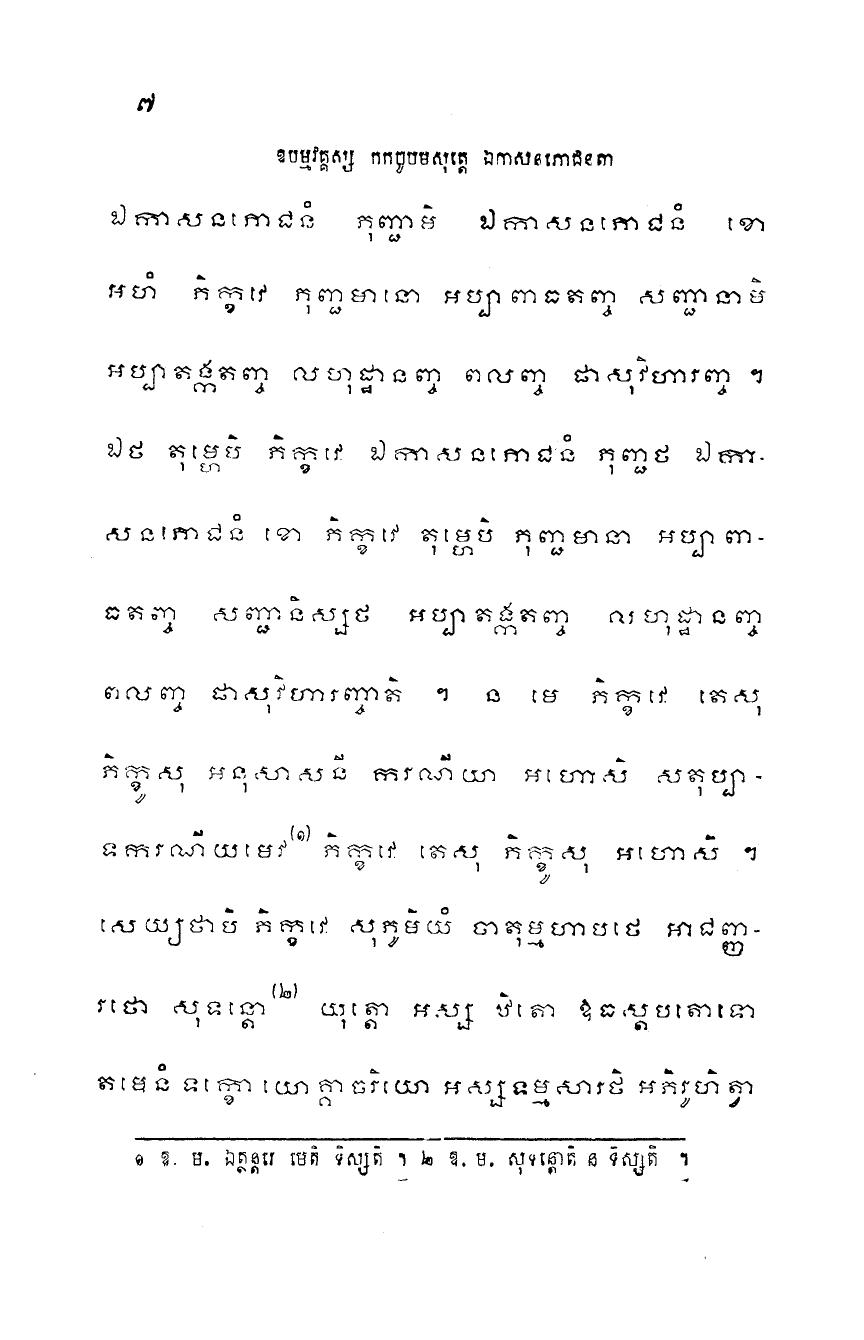 ៧
ឱបម្មវគ្គស្ស កកចូបមសុត្តេ ឯកាសនភោជិនតា
ឯកាសនភោជនំ ភុញ្ជាមិ ឯកាសនភោជនំ ខោ
អហំ ភិក្ខវេ ភុញ្ជមានោ អប្បាពាធតញ្ច សញ្ជានាមិ
អប្បាតង្កតញ្ច លហុដ្ឋានញ្ច ពលញ្ច ផាសុវិហារញ្ច ។
ឯថ តុម្ហេបិ ភិក្ខវេ ឯកាសនភោជនំ ភុញ្ជថ ឯកា-
សនភោជនំ ខោ ភិក្ខវេ តុម្ហេបិ ភុញ្ជមានា អប្បាពា-
ធតញ្ច សញ្ជានិស្សថ អប្បាតង្កតញ្ច លហុដ្ឋានញ្ច
ពលញ្ច ផាសុវិហារញ្ចាតិ ។ ន មេ ភិក្ខវេ តេសុ
ភិក្ខូសុ អនុសាសនី ករណីយា អហោសិ សតុប្បា-
ទករណីយមេវ(១) ភិក្ខវេ តេសុ ភិក្ខូសុ អហោសិ ។
សេយ្យថាបិ ភិក្ខវេ សុភូមិយំ ចាតុម្មហាបថេ អាជញ្ញ-
រថោ សុទន្តោ(២) យុត្តោ អស្ស ឋិតោ ឱធស្តបតោទោ
តមេនំ ទក្ខោ យោគ្គាចរិយោ អស្សទម្មសារថិ អភិរូហិត្វា
១ ឱ. ម. ឯត្ថន្តរេ មេតិ ទិស្សតិ ។ ២ ឱ. ម. សុទន្តោតិ ន ទិស្សតិ ។